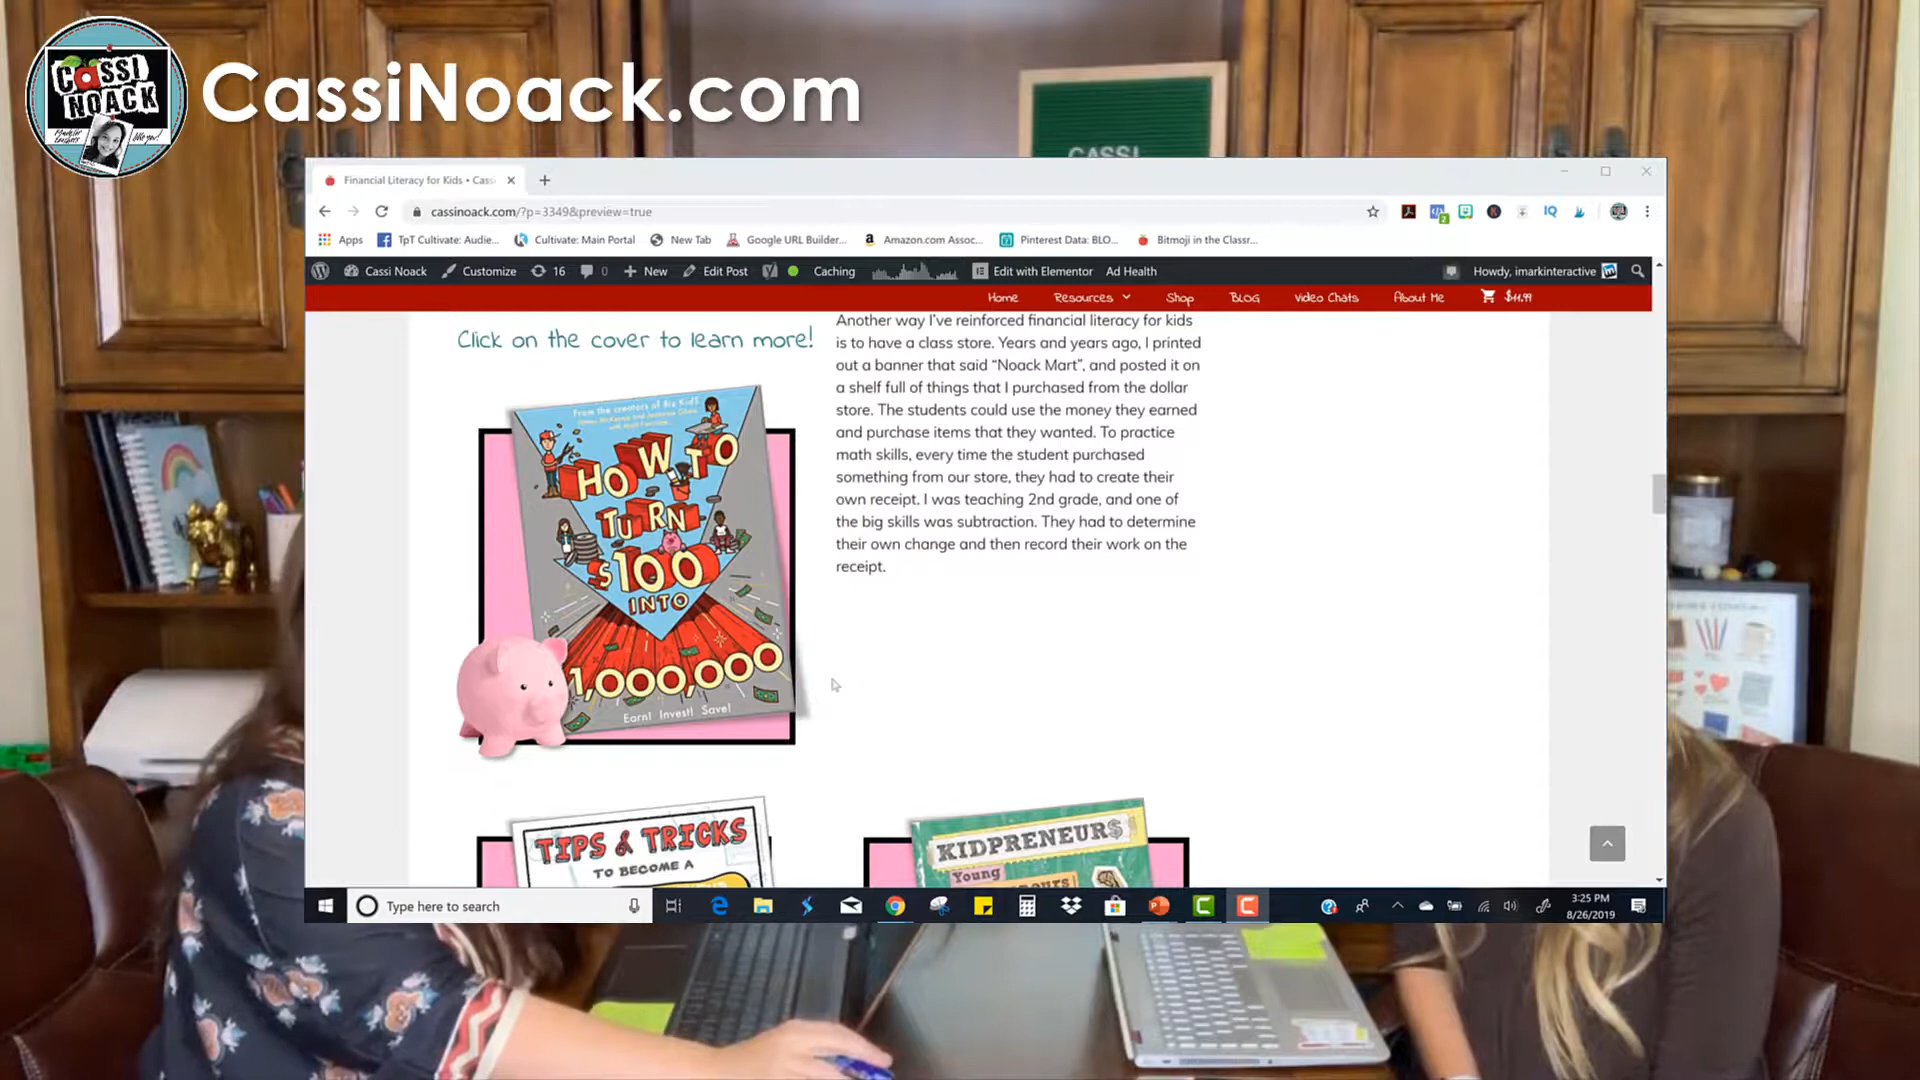 CASSI
NOACK
CassiNoack.com
CASSI
Financial Literacy for Kids • Cass
cassinoack.com/?p=3349&preview=true
Apps
TpT Cultivate: Audie...
Cultivate: Main Portal
New Tab
Google URL Builder...
Amazon.com Assoc...
Pinterest Data: BLO...
Bitmoji in the Classr...
Cassi Noack
Customize
16
0
New
Edit Post
Caching
Edit with Elementor
Ad Health
Howdy, imarkinteractive
Home
Resources
Shop
BLOG
Video Chats
About Me
$11.99
Click on the cover to learn more!
From the creators of Biz Kid$
HOW TO
TURN
$100
INTO
1,000,000
Earn! Invest! Save!
Another way I've reinforced financial literacy for kids
is to have a class store. Years and years ago, I printed
out a banner that said “Noack Mart”, and posted it on
a shelf full of things that I purchased from the dollar
store. The students could use the money they earned
and purchase items that they wanted. To practice
math skills, every time the student purchased
something from our store, they had to create their
own receipt. I was teaching 2nd grade, and one of
the big skills was subtraction. They had to determine
their own change and then record their work on the
receipt.
TIPS & TRICKS
TO BECOME A
KIDPRENEURS
Young
Type here to search
3:25 PM
8/26/2019